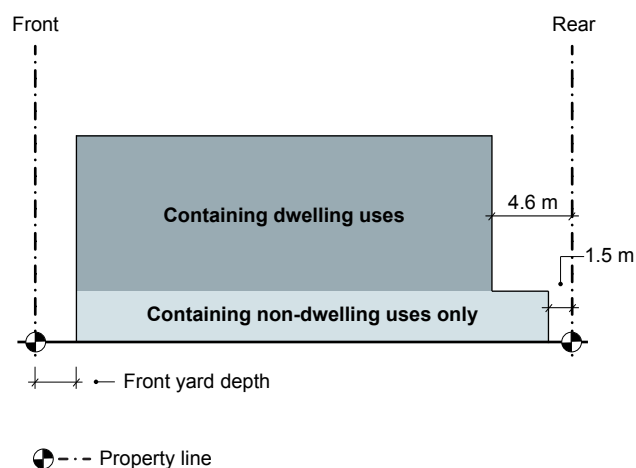 Front
Rear
Containing dwelling uses
4.6 m
1.5 m
Containing non-dwelling uses only
Front yard depth
Property line